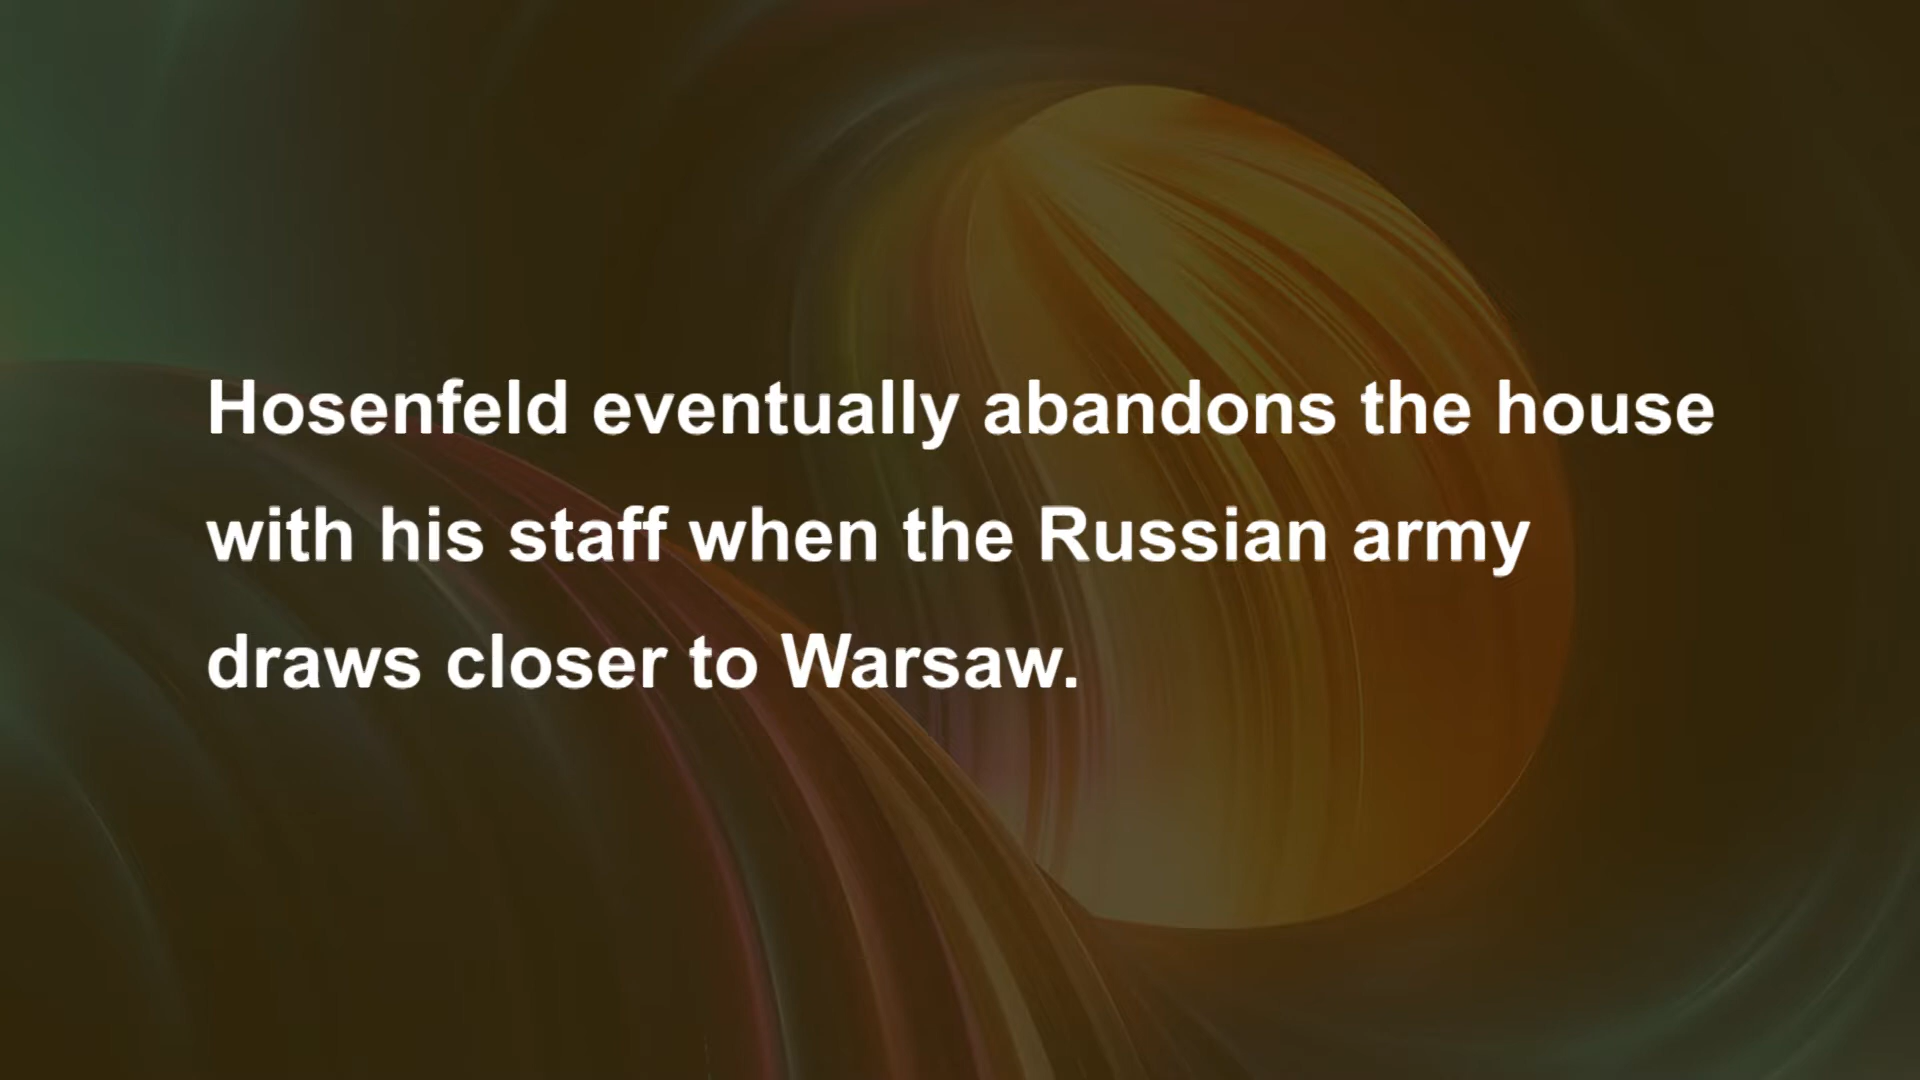 Hosenfeld eventually abandons the house
with his staff when the Russian army
draws closer to Warsaw.